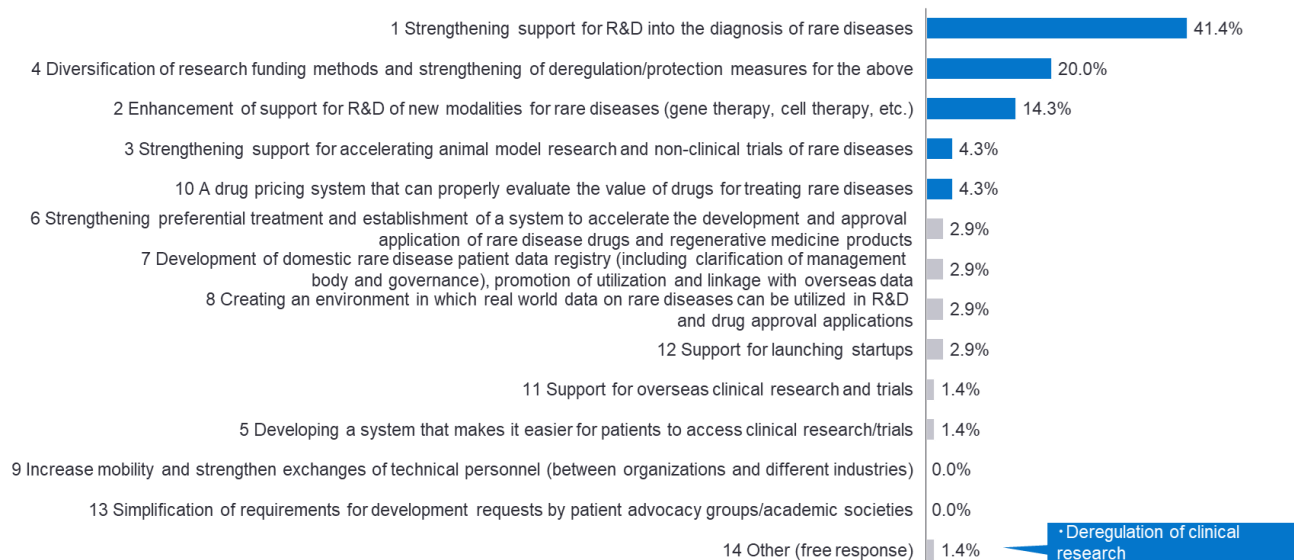 1 Strengthening support for R&D into the diagnosis of rare diseases 41.4%
4 Diversification of research funding methods and strengthening of deregulation/protection measures for the above 20.0%
2 Enhancement of support for R&D of new modalities for rare diseases (gene therapy, cell therapy, etc.) 14.3%
3 Strengthening support for accelerating animal model research and non-clinical trials of rare diseases 4.3%
10 A drug pricing system that can properly evaluate the value of drugs for treating rare diseases 4.3%
6 Strengthening preferential treatment and establishment of a system to accelerate the development and approval
application of rare disease drugs and regenerative medicine products 2.9%
7 Development of domestic rare disease patient data registry (including clarification of management
body and governance), promotion of utilization and linkage with overseas data 2.9%
8 Creating an environment in which real world data on rare diseases can be utilized in R&D
and drug approval applications 2.9%
12 Support for launching startups 2.9%
11 Support for overseas clinical research and trials 1.4%
5 Developing a system that makes it easier for patients to access clinical research/trials 1.4%
9 Increase mobility and strengthen exchanges of technical personnel (between organizations and different industries) 0.0%
13 Simplification of requirements for development requests by patient advocacy groups/academic societies 0.0%
14 Other (free response) 1.4%
・Deregulation of clinical
research